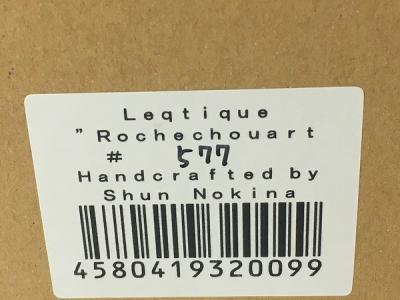 Leqtique
"Rochechouart
# 577
Handcrafted by
Shun Nokina
4580419320099